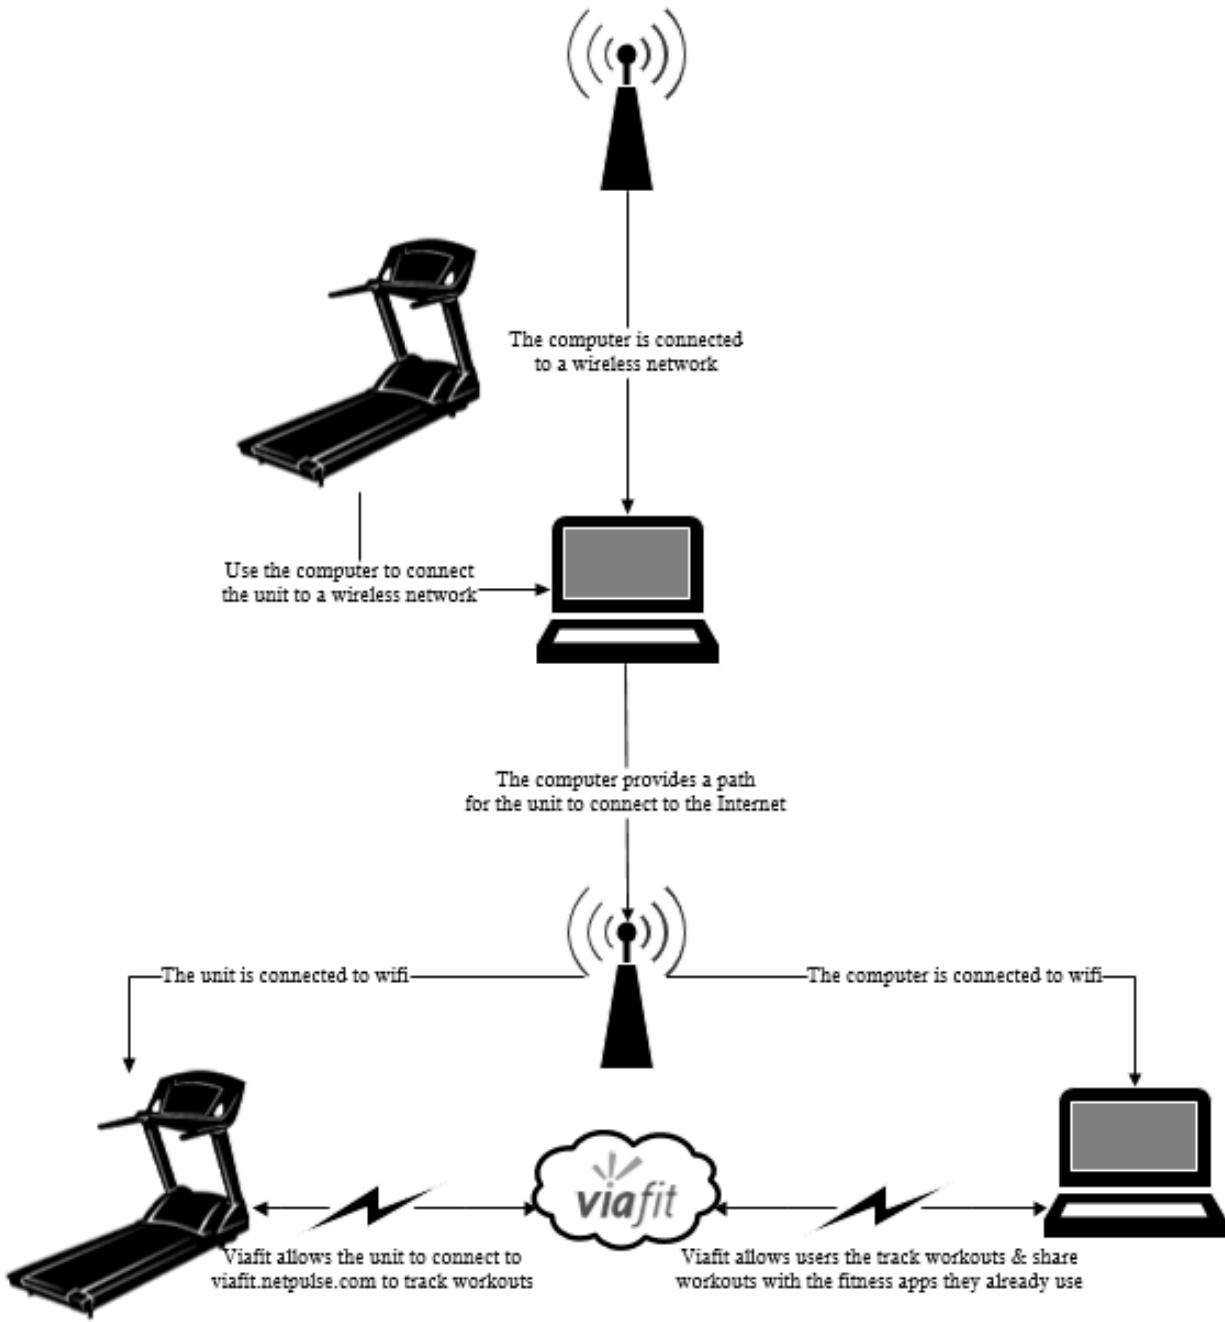 The computer is connected
to a wireless network
Use the computer to connect
the unit to a wireless network
The computer provides a path
for the unit to connect to the Internet
The unit is connected to wifi
The computer is connected to wifi
viafit
Viafit allows the unit to connect to
viafit.netpulse.com to track workouts
Viafit allows users the track workouts & share
workouts with the fitness apps they already use